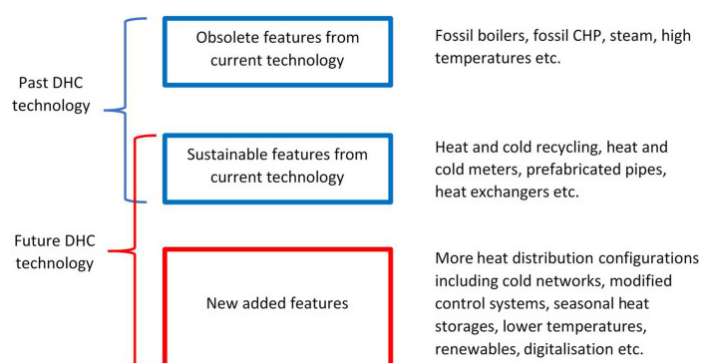 Past DHC
technology
Future DHC
technology
Obsolete features from
current technology
Fossil boilers, fossil CHP, steam, high
temperatures etc.
Sustainable features from
current technology
Heat and cold recycling, heat and
cold meters, prefabricated pipes,
heat exchangers etc.
New added features
More heat distribution configurations
including cold networks, modified
control systems, seasonal heat
storages, lower temperatures,
renewables, digitalisation etc.